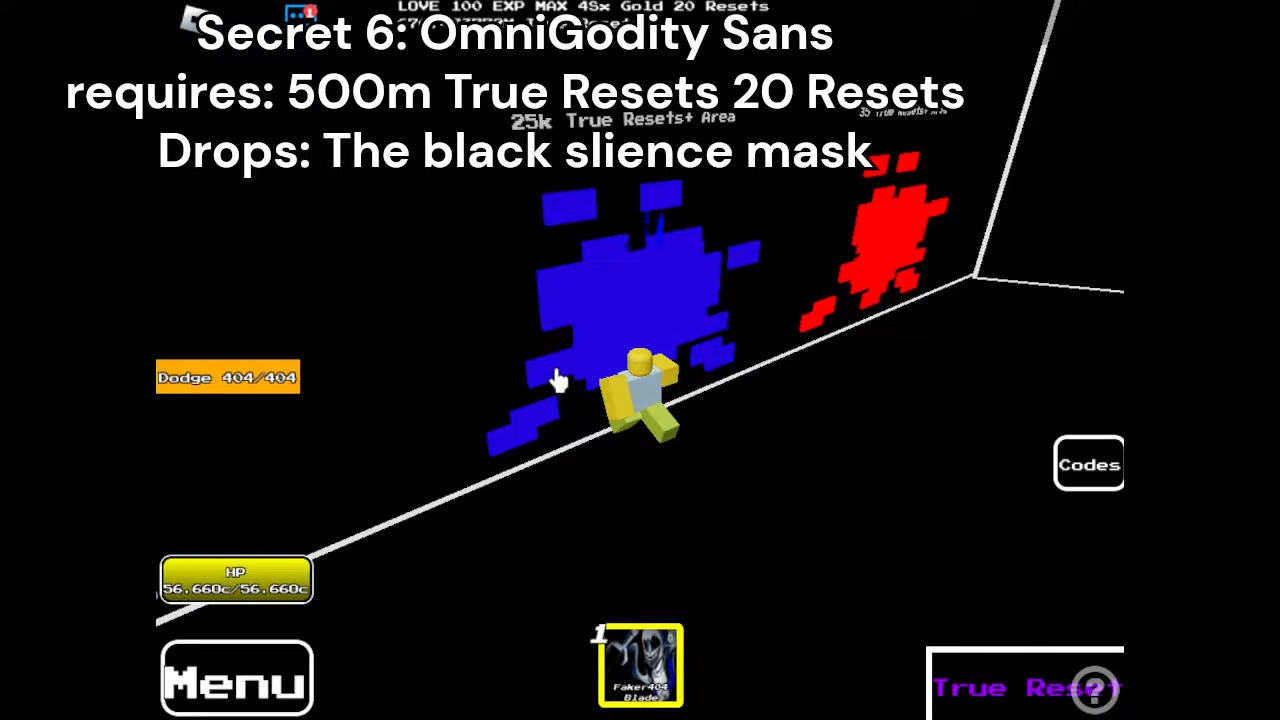 LOVE 100 EXP MAX 4Sx Gold 20 Resets
Secret 6: OmniGodity Sans
requires: 500m True Resets 20 Resets
25k True Resets+ Area
Drops: The black slience mask
Dodge 404/404
Codes
HP
56.660c/56.660c
1
Faker404
Blade
Menu
True Reset
?